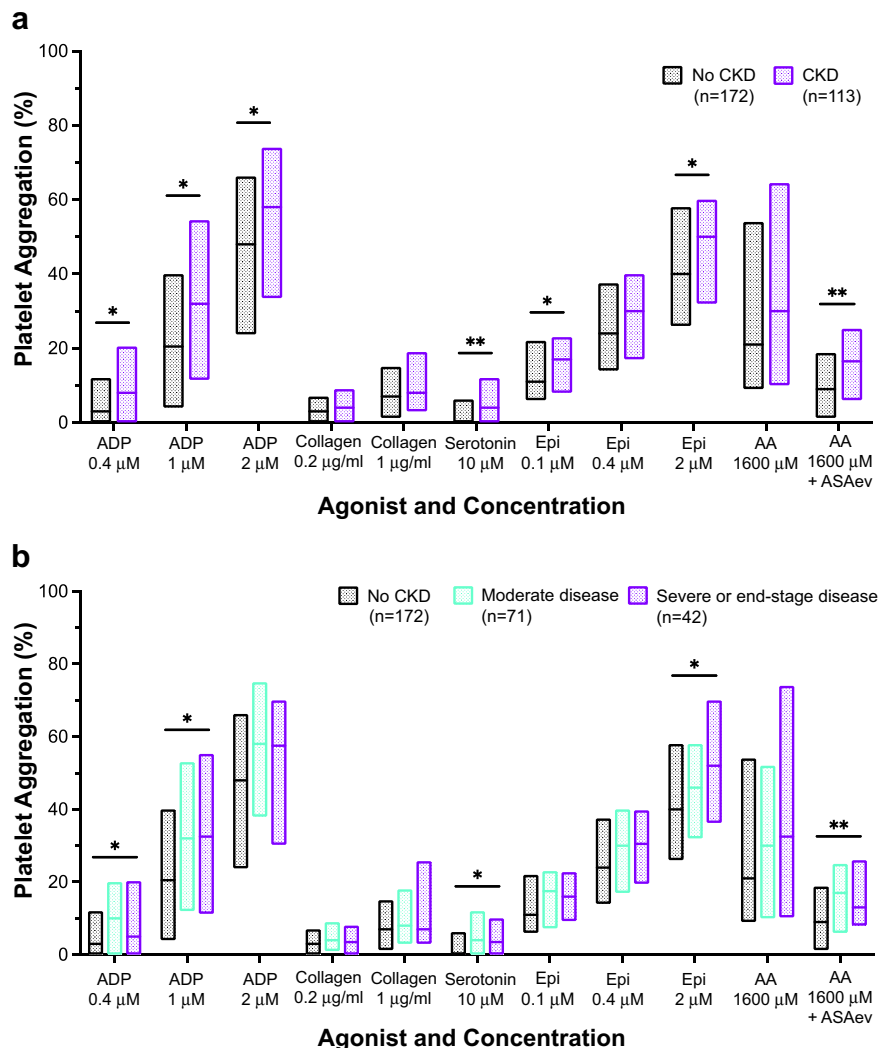 a
Platelet Aggregation (%)
100
80
60
40
20
0
No CKD
(n=172)
CKD
(n=113)
*
*
*
**
*
*
**
ADP
0.4 μM
ADP
1 μM
ADP
2 μM
Collagen
0.2 μg/ml
Collagen
1 μg/ml
Serotonin
10 μM
Epi
0.1 μM
Epi
0.4 μM
Epi
2 μM
AA
1600 μM
AA
1600 μM
+ ASAev
Agonist and Concentration
b
Platelet Aggregation (%)
100
80
60
40
20
0
No CKD
(n=172)
Moderate disease
(n=71)
Severe or end-stage disease
(n=42)
*
*
*
*
**
ADP
0.4 μM
ADP
1 μM
ADP
2 μM
Collagen
0.2 μg/ml
Collagen
1 μg/ml
Serotonin
10 μM
Epi
0.1 μM
Epi
0.4 μM
Epi
2 μM
AA
1600 μM
AA
1600 μM
+ ASAev
Agonist and Concentration